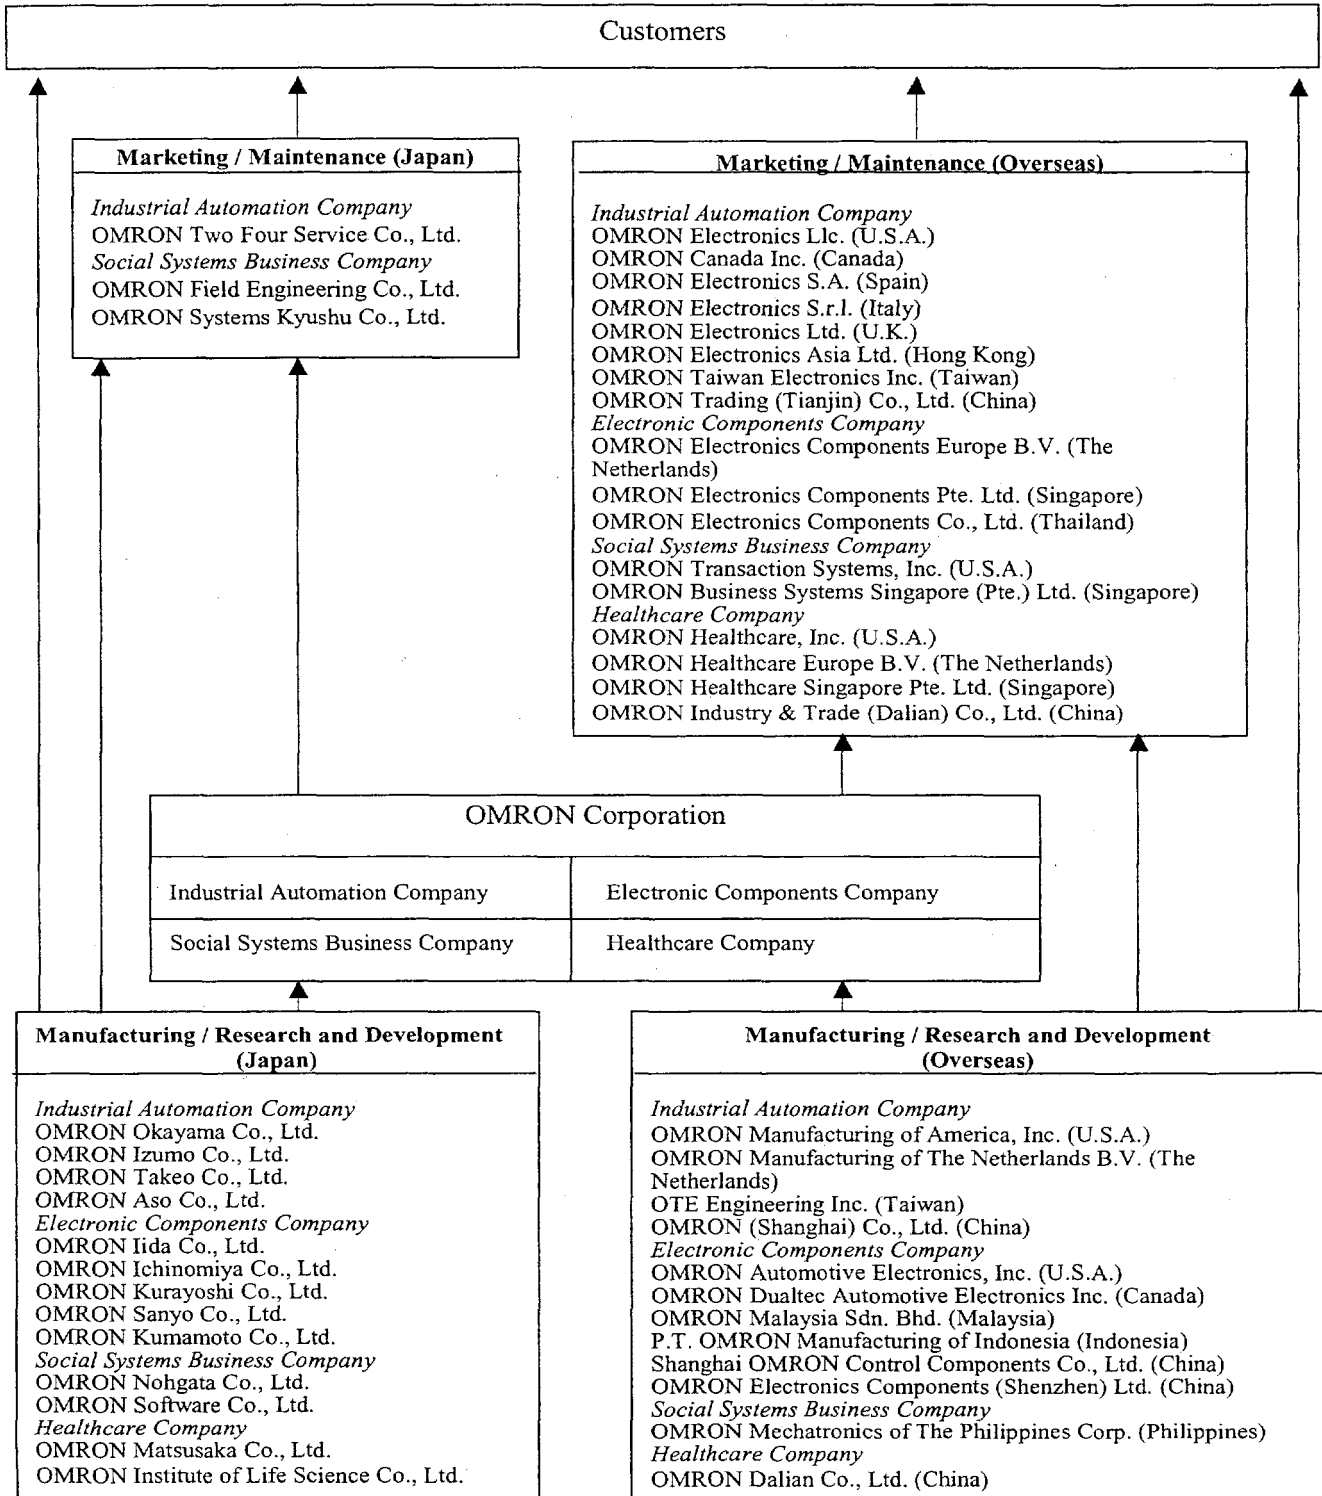 Customers
Marketing / Maintenance (Japan)
Industrial Automation Company
OMRON Two Four Service Co., Ltd.
Social Systems Business Company
OMRON Field Engineering Co., Ltd.
OMRON Systems Kyushu Co., Ltd.
Marketing / Maintenance (Overseas)
Industrial Automation Company
OMRON Electronics Llc. (U.S.A.)
OMRON Canada Inc. (Canada)
OMRON Electronics S.A. (Spain)
OMRON Electronics S.r.l. (Italy)
OMRON Electronics Ltd. (U.K.)
OMRON Electronics Asia Ltd. (Hong Kong)
OMRON Taiwan Electronics Inc. (Taiwan)
OMRON Trading (Tianjin) Co., Ltd. (China)
Electronic Components Company
OMRON Electronics Components Europe B.V. (The
Netherlands)
OMRON Electronics Components Pte. Ltd. (Singapore)
OMRON Electronics Components Co., Ltd. (Thailand)
Social Systems Business Company
OMRON Transaction Systems, Inc. (U.S.A.)
OMRON Business Systems Singapore (Pte.) Ltd. (Singapore)
Healthcare Company
OMRON Healthcare, Inc. (U.S.A.)
OMRON Healthcare Europe B.V. (The Netherlands)
OMRON Healthcare Singapore Pte. Ltd. (Singapore)
OMRON Industry & Trade (Dalian) Co., Ltd. (China)
OMRON Corporation
Industrial Automation Company
Electronic Components Company
Social Systems Business Company
Healthcare Company
Manufacturing / Research and Development
(Japan)
Industrial Automation Company
OMRON Okayama Co., Ltd.
OMRON Izumo Co., Ltd.
OMRON Takeo Co., Ltd.
OMRON Aso Co., Ltd.
Electronic Components Company
OMRON Iida Co., Ltd.
OMRON Ichinomiya Co., Ltd.
OMRON Kurayoshi Co., Ltd.
OMRON Sanyo Co., Ltd.
OMRON Kumamoto Co., Ltd.
Social Systems Business Company
OMRON Nohgata Co., Ltd.
OMRON Software Co., Ltd.
Healthcare Company
OMRON Matsusaka Co., Ltd.
OMRON Institute of Life Science Co., Ltd.
Manufacturing / Research and Development
(Overseas)
Industrial Automation Company
OMRON Manufacturing of America, Inc. (U.S.A.)
OMRON Manufacturing of The Netherlands B.V. (The
Netherlands)
OTE Engineering Inc. (Taiwan)
OMRON (Shanghai) Co., Ltd. (China)
Electronic Components Company
OMRON Automotive Electronics, Inc. (U.S.A.)
OMRON Dualtec Automotive Electronics Inc. (Canada)
OMRON Malaysia Sdn. Bhd. (Malaysia)
P.T. OMRON Manufacturing of Indonesia (Indonesia)
Shanghai OMRON Control Components Co., Ltd. (China)
OMRON Electronics Components (Shenzhen) Ltd. (China)
Social Systems Business Company
OMRON Mechatronics of The Philippines Corp. (Philippines)
Healthcare Company
OMRON Dalian Co., Ltd. (China)